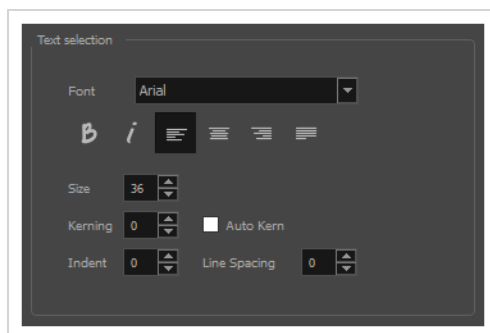 Text selection
Font Arial
B i
Size 36
Kerning 0 Auto Kern
Indent 0 Line Spacing 0